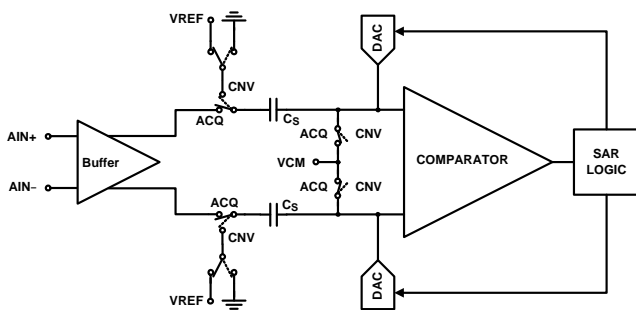 VREF
DAC
CNV
AIN+
ACQ
CS
Buffer
ACQ
CNV
VCM
COMPARATOR
SAR
LOGIC
ACQ
CNV
AIN−
ACQ
CS
CNV
DAC
VREF